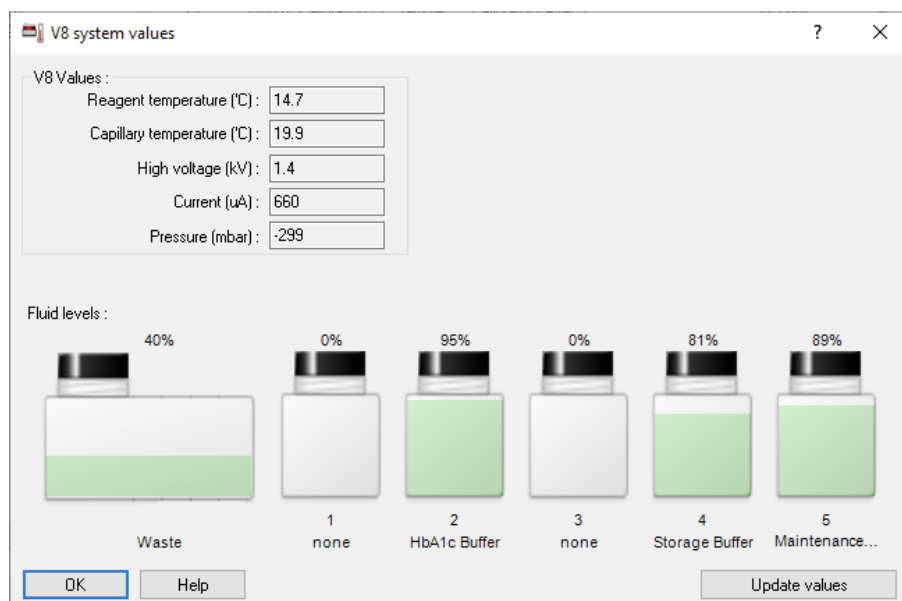 V8 system values
?
V8 Values :
Reagent temperature (°C) : 14.7
Capillary temperature (°C) : 19.9
High voltage (kV) : 1.4
Current (uA) : 660
Pressure (mbar) : -299
Fluid levels :
40% 0% 95% 0% 81% 89%
1 2 3 4 5
Waste none HbA1c Buffer none Storage Buffer Maintenance...
OK Help Update values